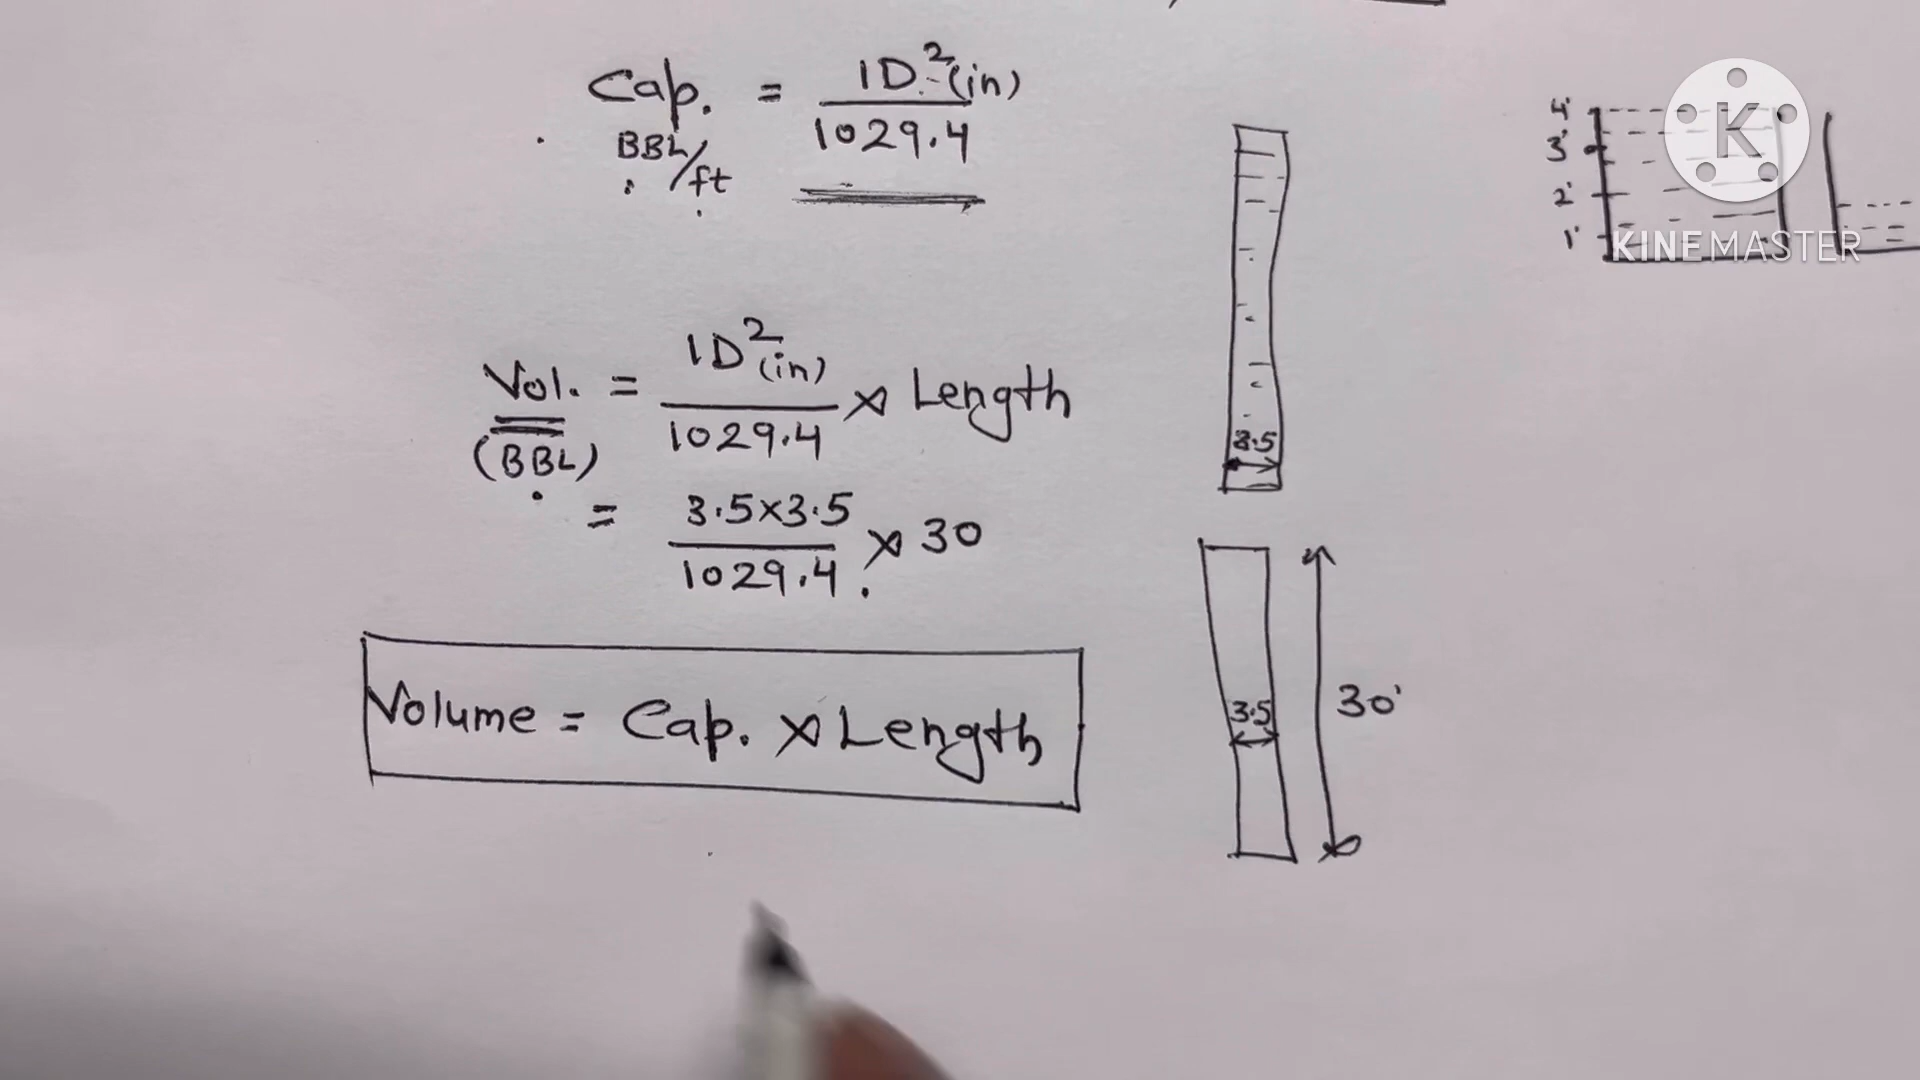 Cap. = ID²(in)
BBL/ft 1029.4
Vol. = ID²(in) × Length
(BBL) 1029.4
= 3.5×3.5 × 30
1029.4
Volume = Cap. × Length
3.5
3.5
30'
4'
3'
2'
1'
K
KINEMASTER